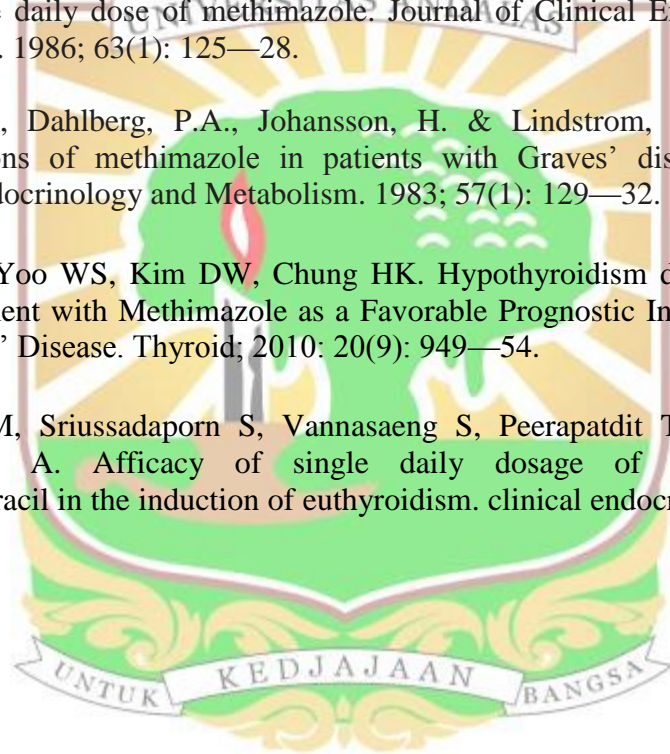 e daily dose of methimazole. Journal of Clinical E
. 1986; 63(1): 125—28.
, Dahlberg, P.A., Johansson, H. & Lindstrom,
ons of methimazole in patients with Graves’ dis
docrinology and Metabolism. 1983; 57(1): 129—32.
Yoo WS, Kim DW, Chung HK. Hypothyroidism d
ent with Methimazole as a Favorable Prognostic In
’ Disease. Thyroid; 2010: 20(9): 949—54.
M, Sriussadaporn S, Vannasaeng S, Peerapatdit T
A. Afficacy of single daily dosage of
racil in the induction of euthyroidism. clinical endoc
UNTUK KEDJAJAAN BANGSA